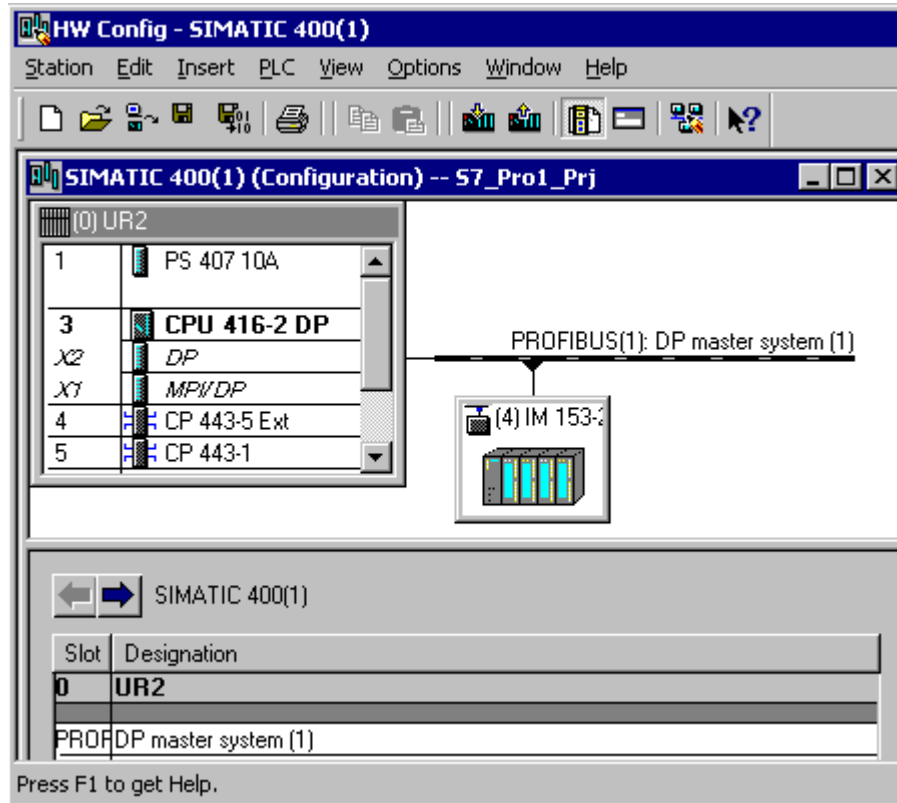 HW Config - SIMATIC 400(1)
Station Edit Insert PLC View Options Window Help
SIMATIC 400(1) (Configuration) -- S7_Pro1_Prj
(0) UR2
1 PS 407 10A
3 CPU 416-2 DP
X2 DP
X1 MPI/DP
4 CP 443-5 Ext
5 CP 443-1
PROFIBUS(1): DP master system (1)
(4) IM 153-2
SIMATIC 400(1)
Slot Designation
0 UR2
PROF DP master system (1)
Press F1 to get Help.